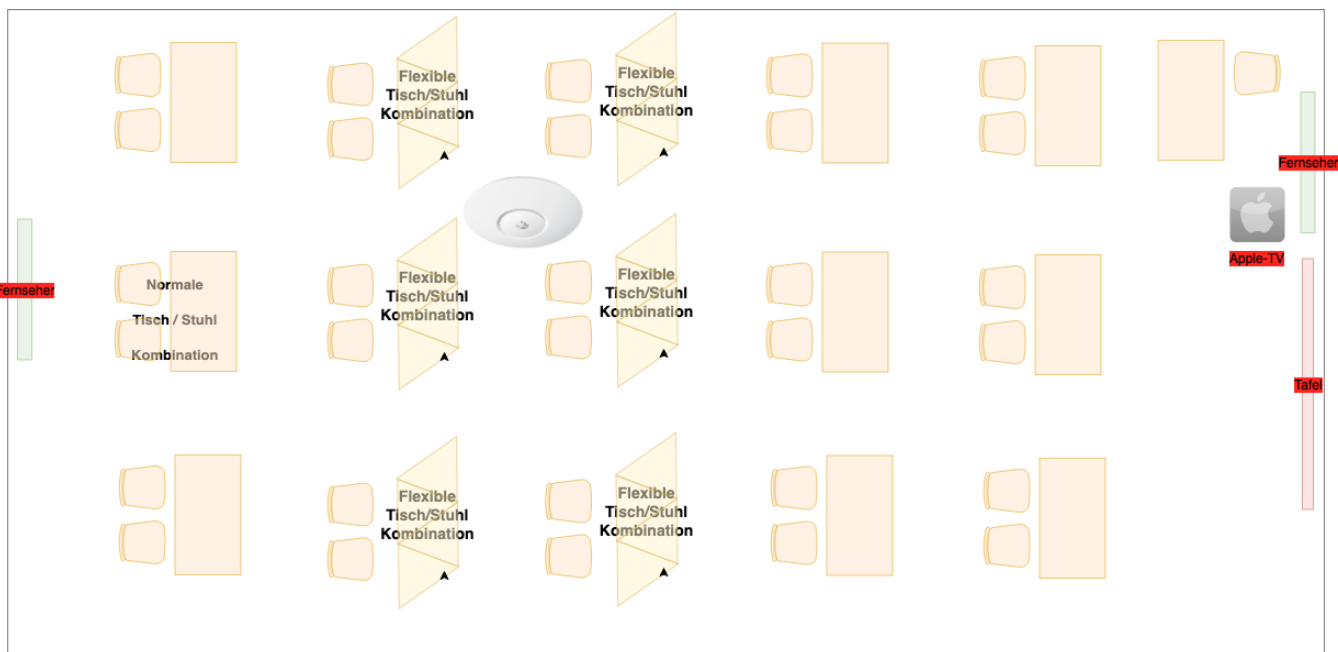 Flexible
Tisch/Stuhl
Kombination
Flexible
Tisch/Stuhl
Kombination
Fernseher
Apple-TV
Fernseher
Normale
Tisch / Stuhl
Kombination
Flexible
Tisch/Stuhl
Kombination
Flexible
Tisch/Stuhl
Kombination
Tafel
Flexible
Tisch/Stuhl
Kombination
Flexible
Tisch/Stuhl
Kombination